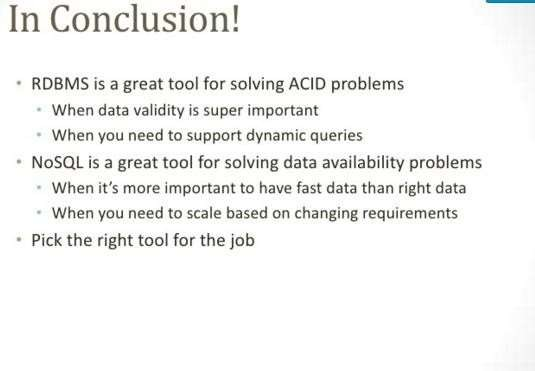 In Conclusion!
• RDBMS is a great tool for solving ACID problems
• When data validity is super important
• When you need to support dynamic queries
• NoSQL is a great tool for solving data availability problems
• When it’s more important to have fast data than right data
• When you need to scale based on changing requirements
• Pick the right tool for the job